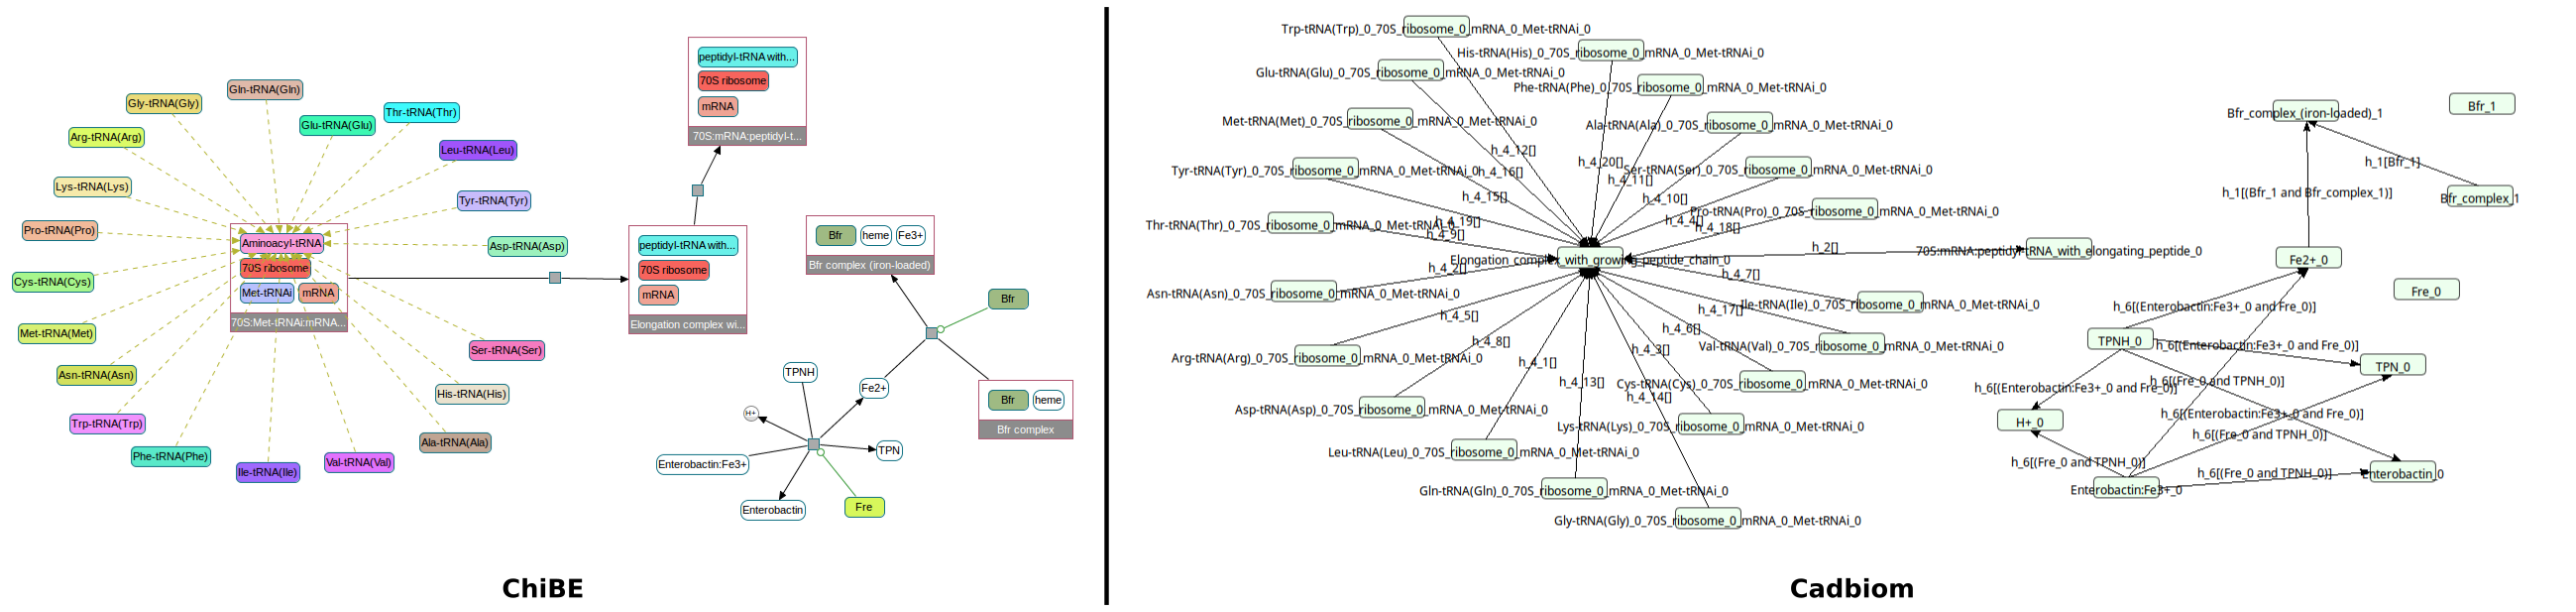 Gln-tRNA(Gln)
Gly-tRNA(Gly)
Thr-tRNA(Thr)
Glu-tRNA(Glu)
Arg-tRNA(Arg)
Leu-tRNA(Leu)
Lys-tRNA(Lys)
Tyr-tRNA(Tyr)
Pro-tRNA(Pro)
Asp-tRNA(Asp)
Aminoacyl-tRNA
70S ribosome
Met-tRNAi
mRNA
70S:Met-tRNAi:mRNA...
Cys-tRNA(Cys)
Met-tRNA(Met)
Ser-tRNA(Ser)
Asn-tRNA(Asn)
His-tRNA(His)
Trp-tRNA(Trp)
Ala-tRNA(Ala)
Phe-tRNA(Phe)
Val-tRNA(Val)
Ile-tRNA(Ile)
peptidyl-tRNA with...
70S ribosome
mRNA
70S:mRNA:peptidyl-t...
peptidyl-tRNA with...
70S ribosome
mRNA
Elongation complex wi...
Bfr
heme
Fe3+
Bfr complex (iron-loaded)
Bfr
Bfr
heme
Bfr complex
TPNH
Fe2+
H+
TPN
Enterobactin:Fe3+
Enterobactin
Fre
ChiBE
Trp-tRNA(Trp)_0_70S_ribosome_0_mRNA_0_Met-tRNAi_0
His-tRNA(His)_0_70S_ribosome_0_mRNA_0_Met-tRNAi_0
Glu-tRNA(Glu)_0_70S_ribosome_0_mRNA_0_Met-tRNAi_0
Phe-tRNA(Phe)_0_70S_ribosome_0_mRNA_0_Met-tRNAi_0
Met-tRNA(Met)_0_70S_ribosome_0_mRNA_0_Met-tRNAi_0
Ala-tRNA(Ala)_0_70S_ribosome_0_mRNA_0_Met-tRNAi_0
h_4_12[]
h_4_20[]
Tyr-tRNA(Tyr)_0_70S_ribosome_0_mRNA_0_Met-tRNAi_0
h_4_16[]
Ser-tRNA(Ser)_0_70S_ribosome_0_mRNA_0_Met-tRNAi_0
h_4_11[]
h_4_15[]
h_4_10[]
Pro-tRNA(Pro)_0_70S_ribosome_0_mRNA_0_Met-tRNAi_0
Thr-tRNA(Thr)_0_70S_ribosome_0_mRNA_0_Met-tRNAi_0
h_4_19[]
h_4_4[]
h_4_18[]
h_4_9[]
h_2[]
70S:mRNA:peptidyl-tRNA_with_elongating_peptide_0
Elongation_complex_with_growing_peptide_chain_0
h_4_2[]
h_4_7[]
Asn-tRNA(Asn)_0_70S_ribosome_0_mRNA_0_Met-tRNAi_0
Ile-tRNA(Ile)_0_70S_ribosome_0_mRNA_0_Met-tRNAi_0
h_4_5[]
h_4_17[]
h_4_6[]
h_4_8[]
h_4_3[]
Val-tRNA(Val)_0_70S_ribosome_0_mRNA_0_Met-tRNAi_0
Arg-tRNA(Arg)_0_70S_ribosome_0_mRNA_0_Met-tRNAi_0
h_4_1[]
h_4_13[]
Cys-tRNA(Cys)_0_70S_ribosome_0_mRNA_0_Met-tRNAi_0
h_4_14[]
Asp-tRNA(Asp)_0_70S_ribosome_0_mRNA_0_Met-tRNAi_0
Lys-tRNA(Lys)_0_70S_ribosome_0_mRNA_0_Met-tRNAi_0
Leu-tRNA(Leu)_0_70S_ribosome_0_mRNA_0_Met-tRNAi_0
Gln-tRNA(Gln)_0_70S_ribosome_0_mRNA_0_Met-tRNAi_0
Gly-tRNA(Gly)_0_70S_ribosome_0_mRNA_0_Met-tRNAi_0
Bfr_complex_(iron-loaded)_1
Bfr_1
h_1[Bfr_1]
h_1[(Bfr_1 and Bfr_complex_1)]
Bfr_complex_1
Fe2+_0
Fre_0
h_6[(Enterobactin:Fe3+_0 and Fre_0)]
TPNH_0
h_6[(Enterobactin:Fe3+_0 and Fre_0)]
TPN_0
h_6[(Enterobactin:Fe3+_0 and Fre_0)]
h_6[(Fre_0 and TPNH_0)]
h_6[(Enterobactin:Fe3+_0 and Fre_0)]
H+_0
h_6[(Fre_0 and TPNH_0)]
h_6[(Fre_0 and TPNH_0)]
h_6[(Fre_0 and TPNH_0)]
Enterobactin_0
Enterobactin:Fe3+_0
Cadbiom